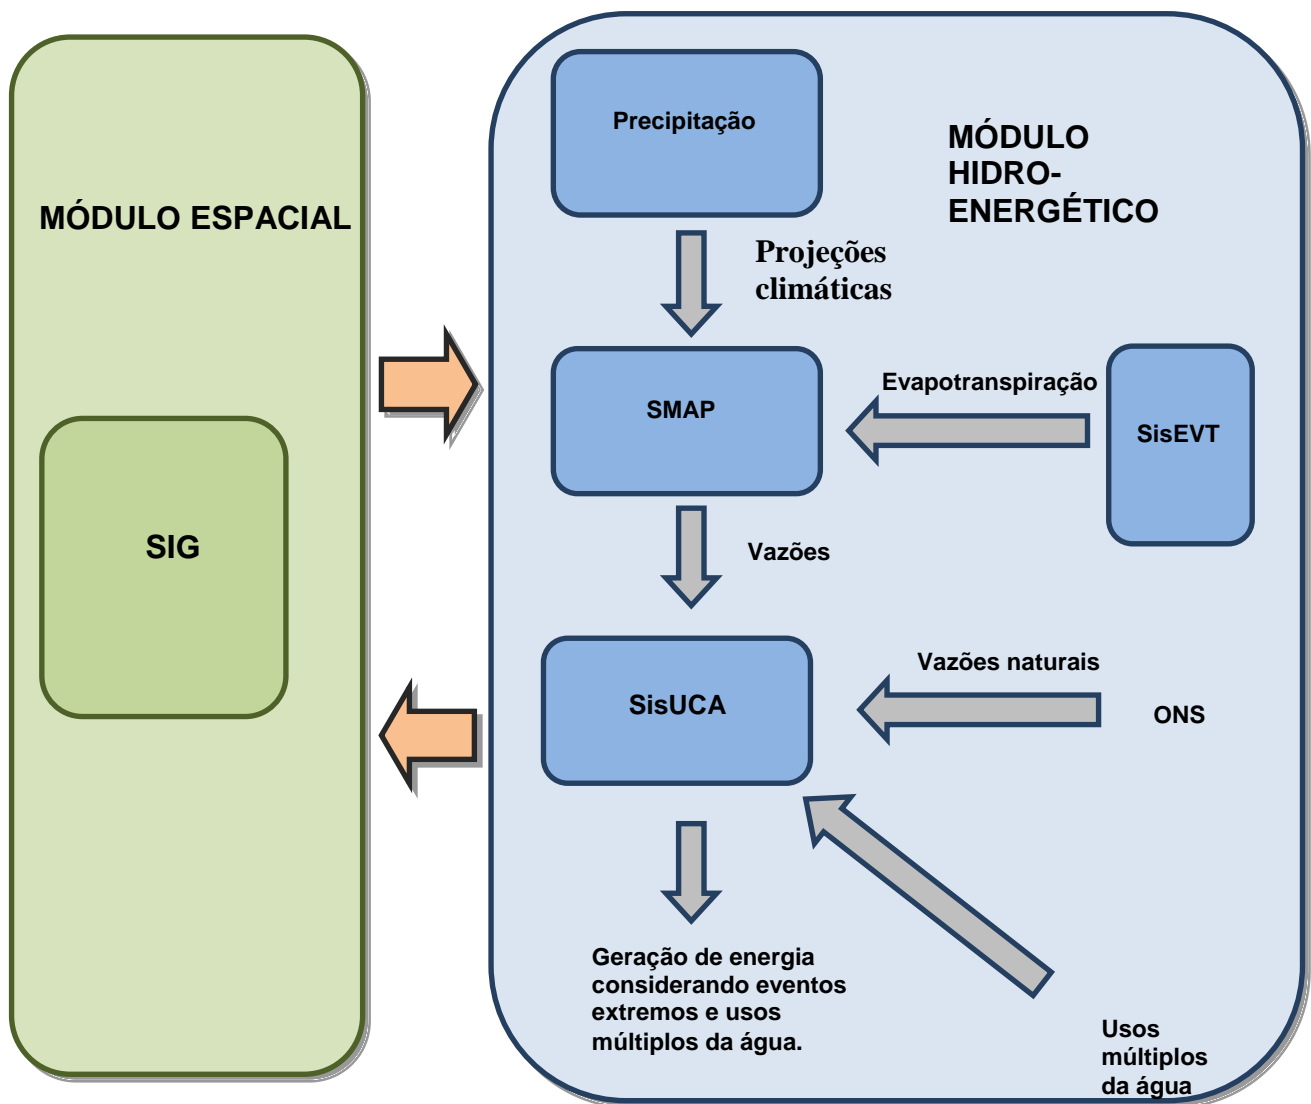 MÓDULO ESPACIAL
SIG
Precipitação
MÓDULO
HIDRO-
ENERGÉTICO
Projeções
climáticas
SMAP
Evapotranspiração
SisEVT
Vazões
SisUCA
Vazões naturais
ONS
Geração de energia
considerando eventos
extremos e usos
múltiplos da água.
Usos
múltiplos
da água